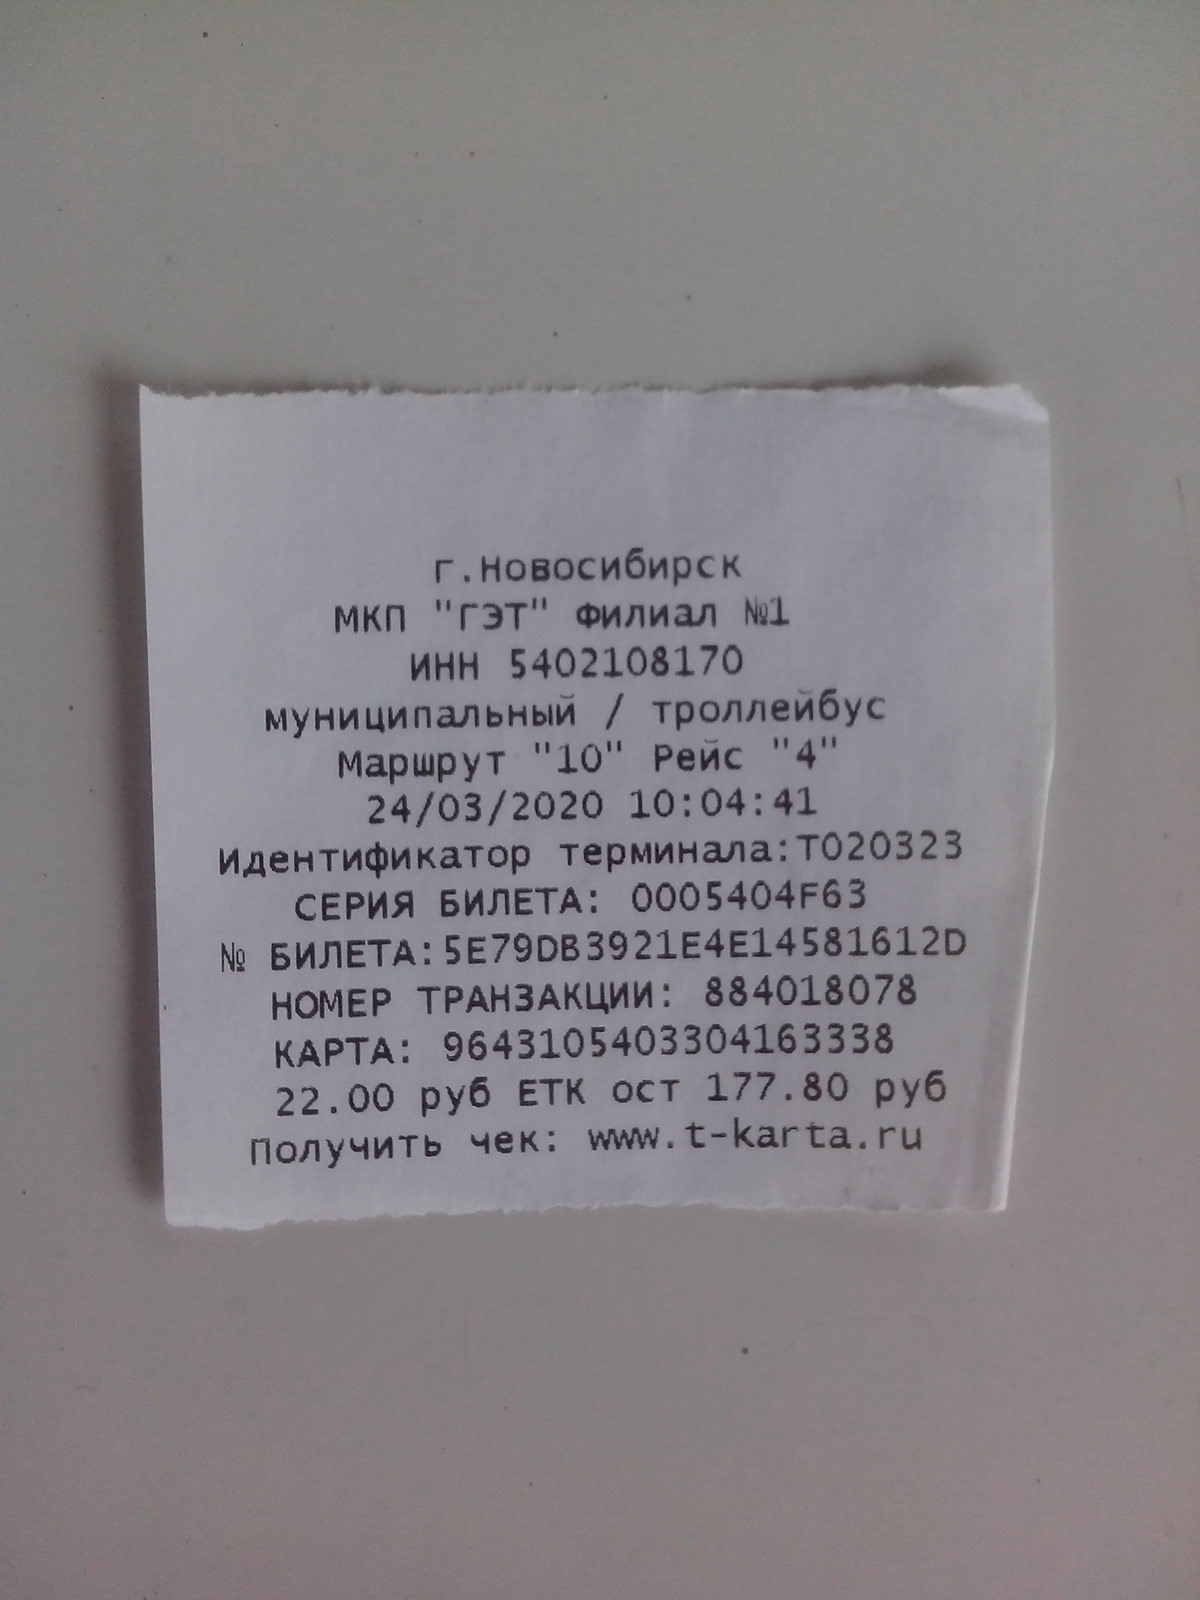 г.Новосибирск
МКП "ГЭТ" Филиал №1
ИНН 5402108170
муниципальный / троллейбус
Маршрут "10" Рейс "4"
24/03/2020 10:04:41
Идентификатор терминала:T020323
СЕРИЯ БИЛЕТА: 0005404F63
№ БИЛЕТА:5E79DB3921E4E14581612D
НОМЕР ТРАНЗАКЦИИ: 884018078
КАРТА: 9643105403304163338
22.00 руб ЕТК ост 177.80 руб
Получить чек: www.t-karta.ru